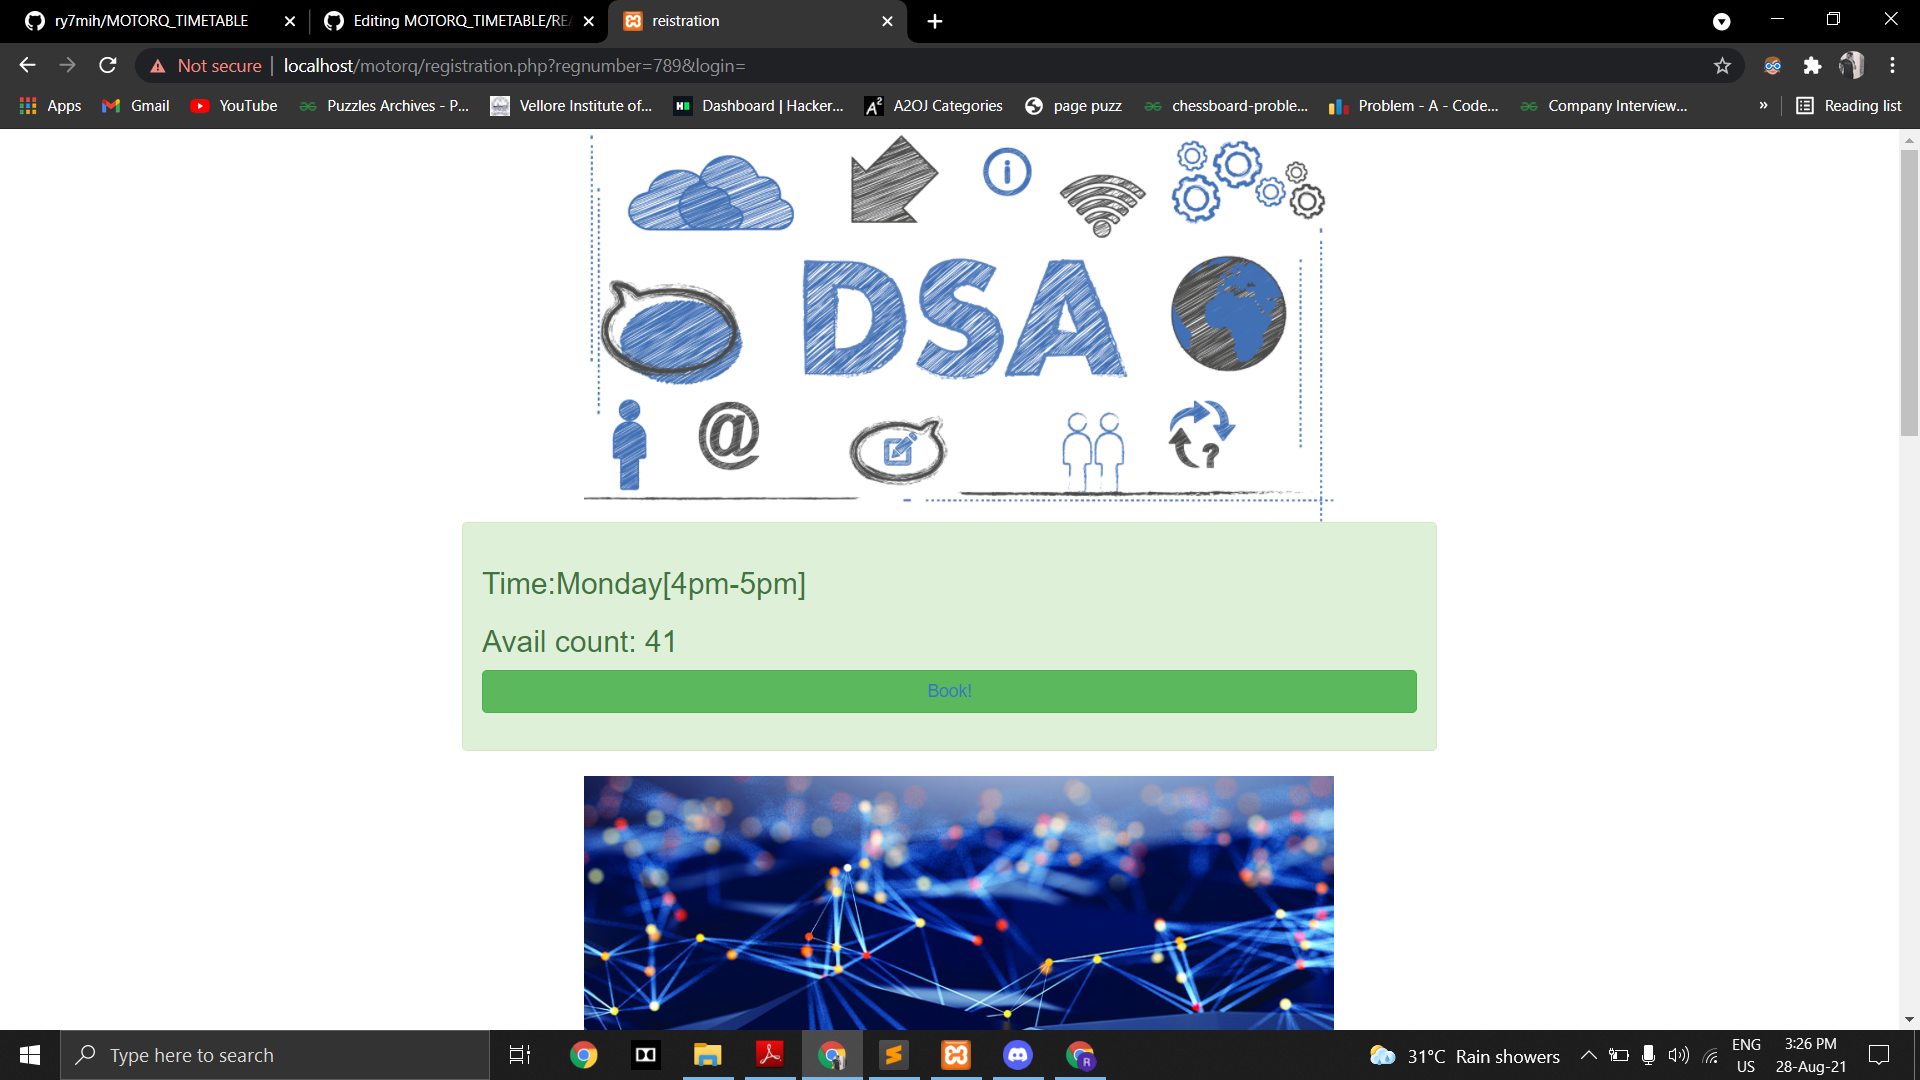 ry7mih/MOTORQ_TIMETABLE
Editing MOTORQ_TIMETABLE/RE
reistration
Not secure
localhost/motorq/registration.php?regnumber=789&login=
Apps
Gmail
YouTube
Puzzles Archives - P...
Vellore Institute of...
Dashboard | Hacker...
A2OJ Categories
page puzz
chessboard-proble...
Problem - A - Code...
Company Interview...
»
Reading list
DSA
@
?
Time:Monday[4pm-5pm]
Avail count: 41
Book!
Type here to search
31°C Rain showers
ENG
US
3:26 PM
28-Aug-21